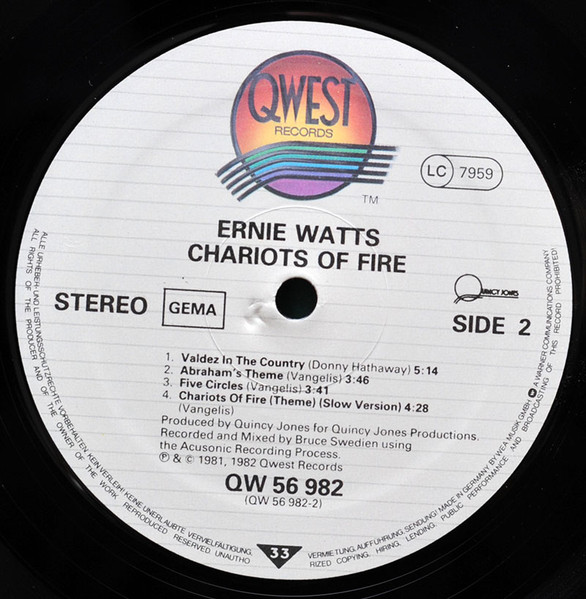 QWEST
RECORDS
TM
LC 7959
ERNIE WATTS
CHARIOTS OF FIRE
STEREO
GEMA
QUINCY JONES
SIDE 2
1. Valdez In The Country (Donny Hathaway) 5:14
2. Abraham's Theme (Vangelis) 3:46
3. Five Circles (Vangelis) 3:41
4. Chariots Of Fire (Theme) (Slow Version) 4:28
(Vangelis)
Produced by Quincy Jones for Quincy Jones Productions.
Recorded and Mixed by Bruce Swedien using
the Acusonic Recording Process.
℗ & © 1981, 1982 Qwest Records
QW 56 982
(QW 56 982-2)
33
ALLE URHEBER- UND LEISTUNGSSCHUTZRECHTE VORBEHALTEN. KEIN VERLEIH! KEINE UNERLAUBTE VERVIELFÄLTIGUNG,
VERMIETUNG, AUFFÜHRUNG, SENDUNG! MADE IN GERMANY BY WEA MUSIK GMBH A WARNER COMMUNICATIONS COMPANY
ALL RIGHTS OF THE PRODUCER AND OF THE OWNER OF THE WORK REPRODUCED RESERVED UNAUTHO
RIZED COPYING, HIRING, LENDING, PUBLIC PERFORMANCE AND BROADCASTING OF THIS RECORD PROHIBITED!